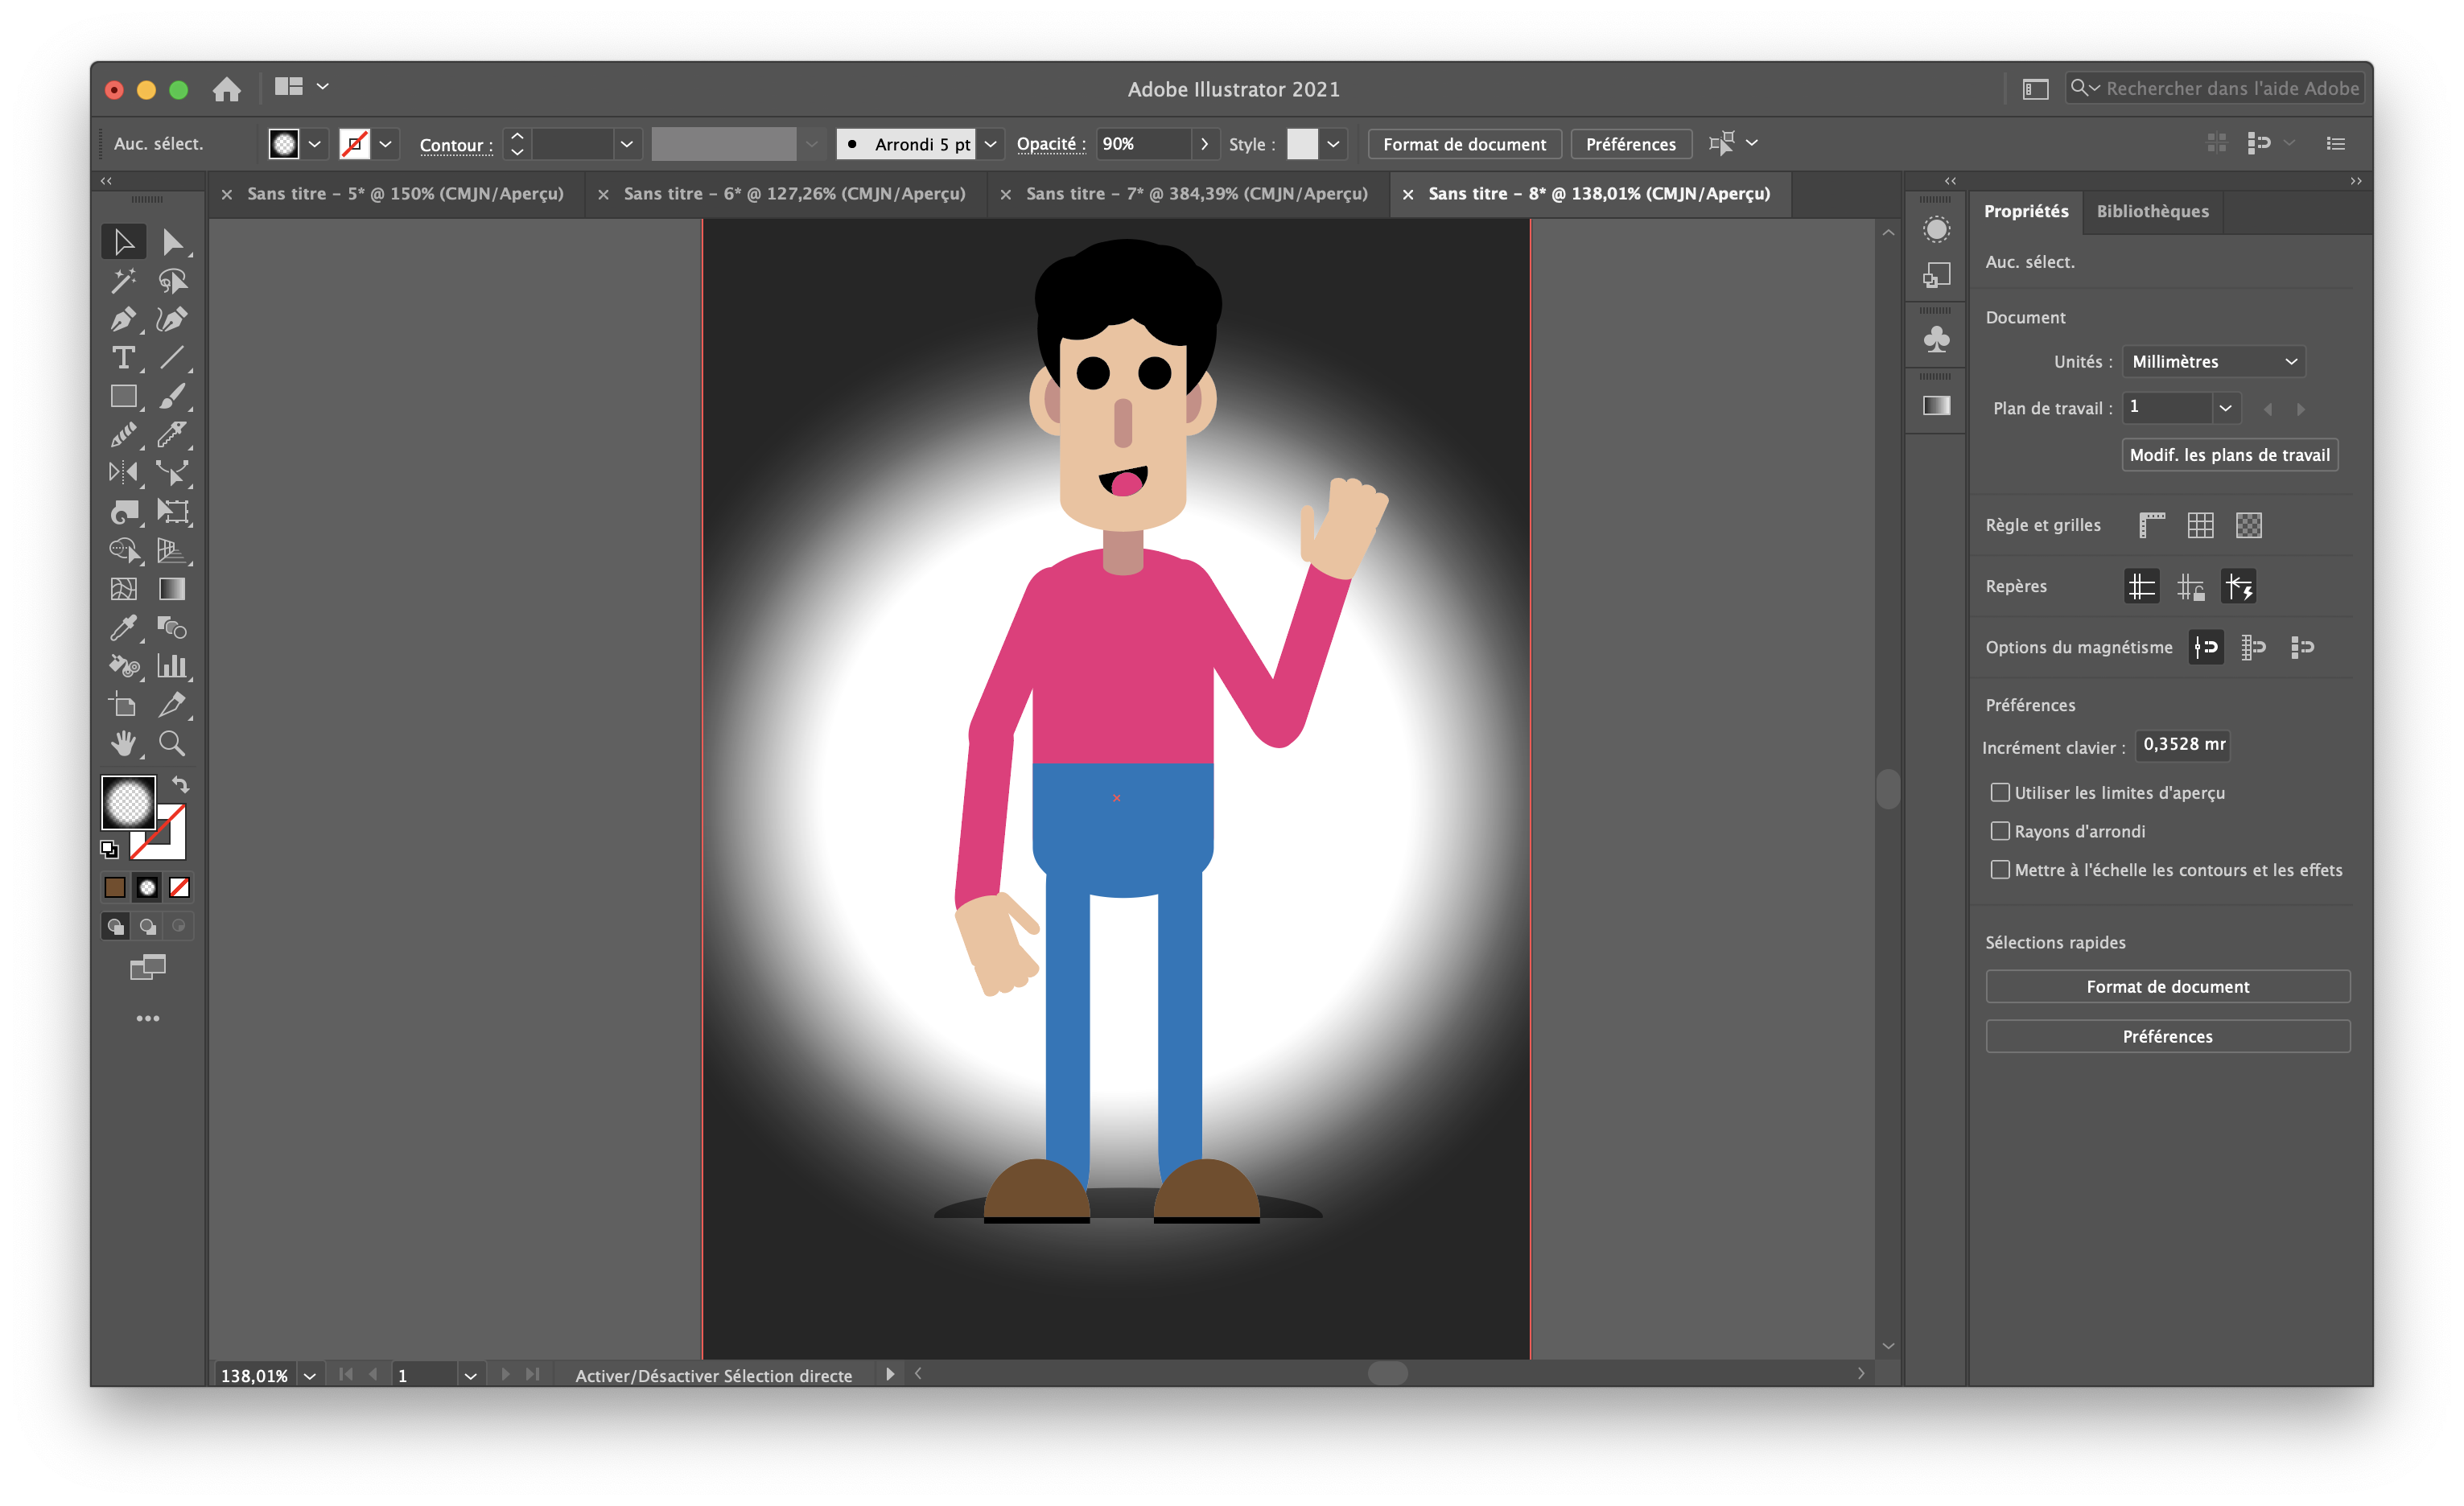 Adobe Illustrator 2021
Rechercher dans l'aide Adobe
Auc. sélect.
Contour :
Arrondi 5 pt
Opacité :
90%
Style :
Format de document
Préférences
Sans titre – 5* @ 150% (CMJN/Aperçu)
Sans titre – 6* @ 127,26% (CMJN/Aperçu)
Sans titre – 7* @ 384,39% (CMJN/Aperçu)
Sans titre – 8* @ 138,01% (CMJN/Aperçu)
Propriétés
Bibliothèques
Auc. sélect.
Document
Unités :
Millimètres
Plan de travail :
1
Modif. les plans de travail
Règle et grilles
Repères
Options du magnétisme
Préférences
Incrément clavier :
0,3528 mr
Utiliser les limites d'aperçu
Rayons d'arrondi
Mettre à l'échelle les contours et les effets
Sélections rapides
Format de document
Préférences
138,01%
1
Activer/Désactiver Sélection directe